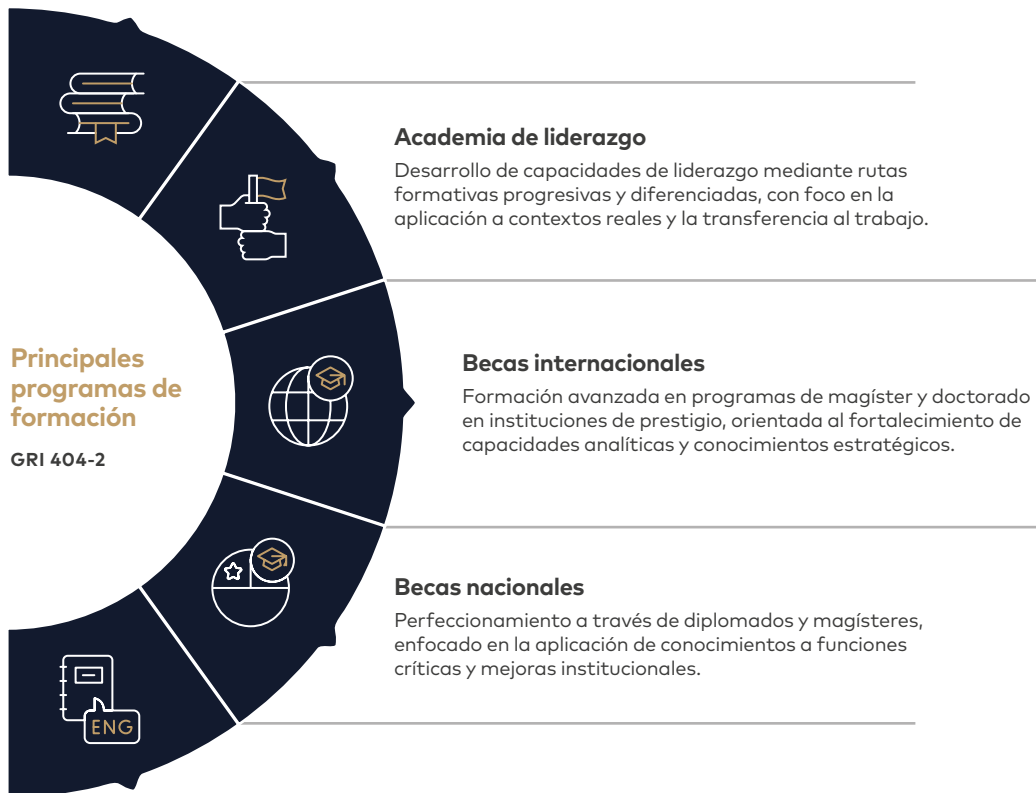 Academia de liderazgo
Desarrollo de capacidades de liderazgo mediante rutas
formativas progresivas y diferenciadas, con foco en la
aplicación a contextos reales y la transferencia al trabajo.
Principales
programas de
formación
GRI 404-2
Becas internacionales
Formación avanzada en programas de magíster y doctorado
en instituciones de prestigio, orientada al fortalecimiento de
capacidades analíticas y conocimientos estratégicos.
Becas nacionales
Perfeccionamiento a través de diplomados y magísteres,
enfocado en la aplicación de conocimientos a funciones
críticas y mejoras institucionales.
ENG